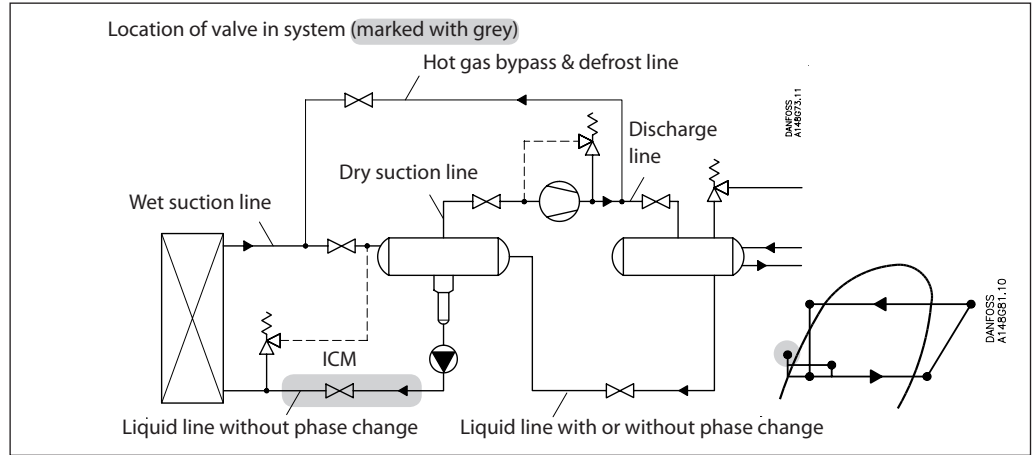 Location of valve in system (marked with grey)
Hot gas bypass & defrost line
DANFOSS
A148G73.11
Discharge
line
Dry suction line
Wet suction line
ICM
DANFOSS
A148G81.10
Liquid line without phase change
Liquid line with or without phase change